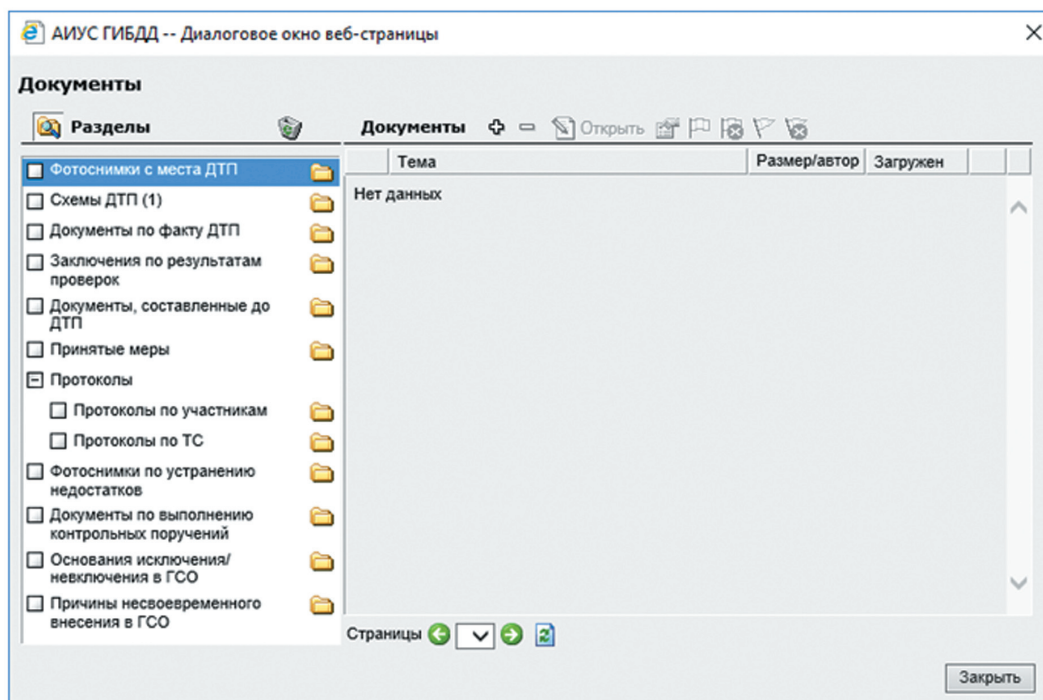 АИУС ГИБДД -- Диалоговое окно веб-страницы
Документы
Разделы
Документы
Открыть
Фотоснимки с места ДТП
Схемы ДТП (1)
Документы по факту ДТП
Заключения по результатам
проверок
Документы, составленные до
ДТП
Принятые меры
Протоколы
Протоколы по участникам
Протоколы по ТС
Фотоснимки по устранению
недостатков
Документы по выполнению
контрольных поручений
Основания исключения/
невключения в ГСО
Причины несвоевременного
внесения в ГСО
Тема
Размер/автор
Загружен
Нет данных
Страницы
Закрыть